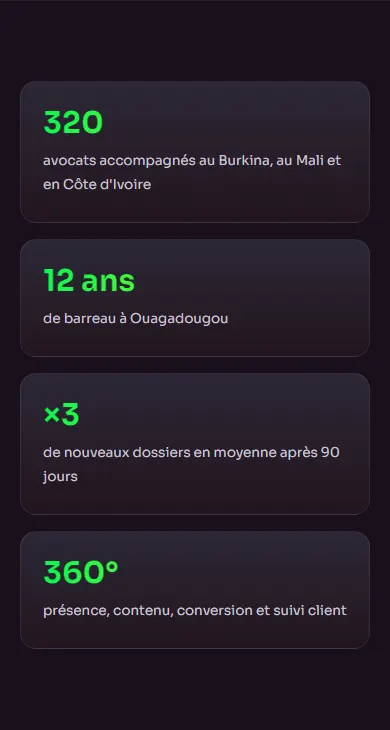 320
avocats accompagnés au Burkina, au Mali et
en Côte d'Ivoire
12 ans
de barreau à Ouagadougou
×3
de nouveaux dossiers en moyenne après 90
jours
360°
présence, contenu, conversion et suivi client